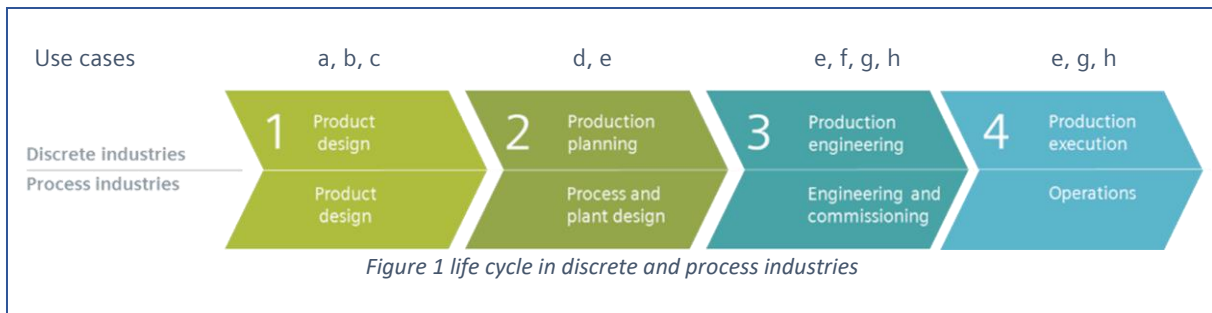 Use cases
a, b, c
d, e
e, f, g, h
e, g, h
Discrete industries
Process industries
1
Product
design
Product
design
2
Production
planning
Process and
plant design
3
Production
engineering
Engineering and
commissioning
4
Production
execution
Operations
Figure 1 life cycle in discrete and process industries